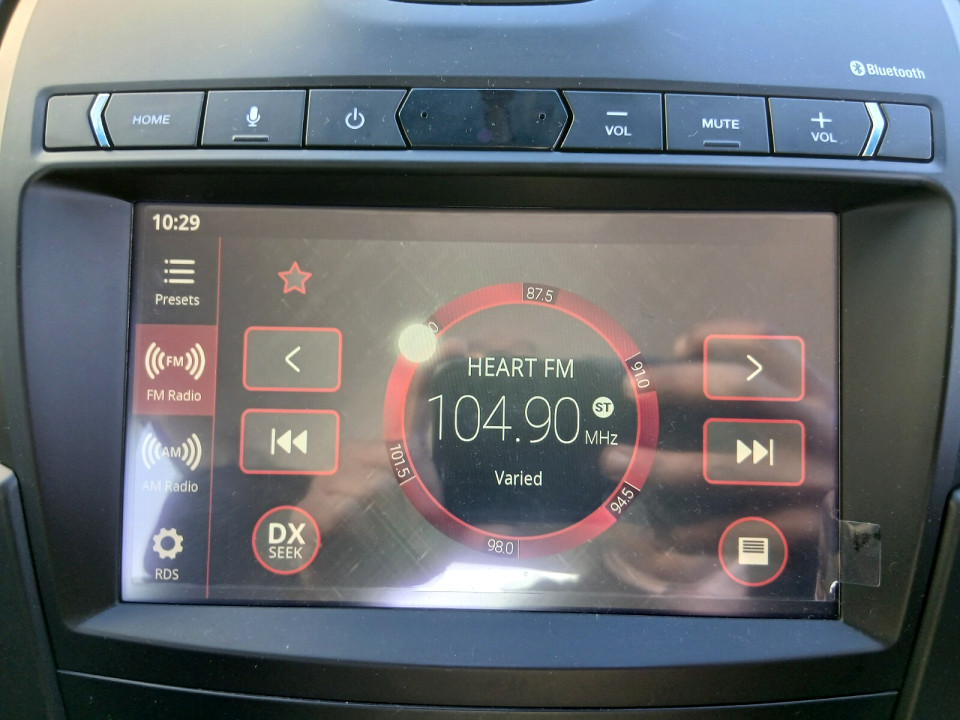 Bluetooth
HOME
VOL
MUTE
VOL
10:29
Presets
FM
FM Radio
AM
AM Radio
RDS
DX
SEEK
87.5
91.0
94.5
98.0
101.5
HEART FM
104.90 ST
MHz
Varied